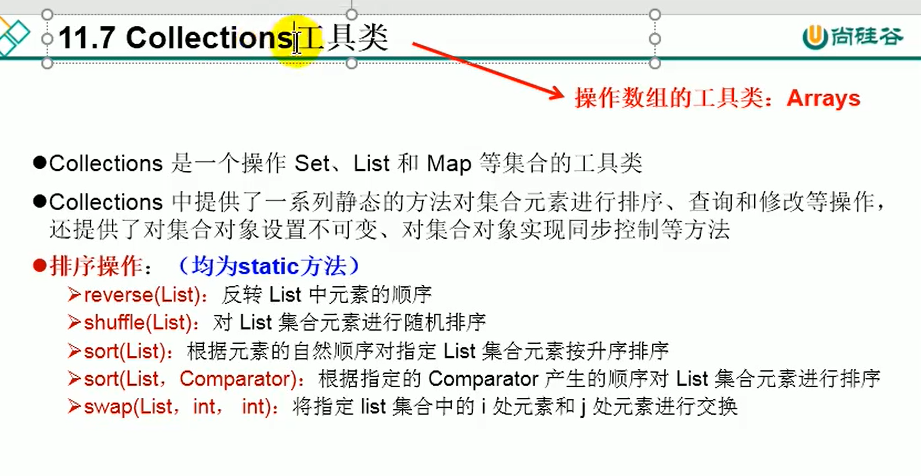 11.7 Collections工具类
尚硅谷
操作数组的工具类：Arrays
●Collections 是一个操作 Set、List 和 Map 等集合的工具类
●Collections 中提供了一系列静态的方法对集合元素进行排序、查询和修改等操作，
还提供了对集合对象设置不可变、对集合对象实现同步控制等方法
●排序操作：（均为static方法）
➢reverse(List)：反转 List 中元素的顺序
➢shuffle(List)：对 List 集合元素进行随机排序
➢sort(List)：根据元素的自然顺序对指定 List 集合元素按升序排序
➢sort(List，Comparator)：根据指定的 Comparator 产生的顺序对 List 集合元素进行排序
➢swap(List，int， int)：将指定 list 集合中的 i 处元素和 j 处元素进行交换